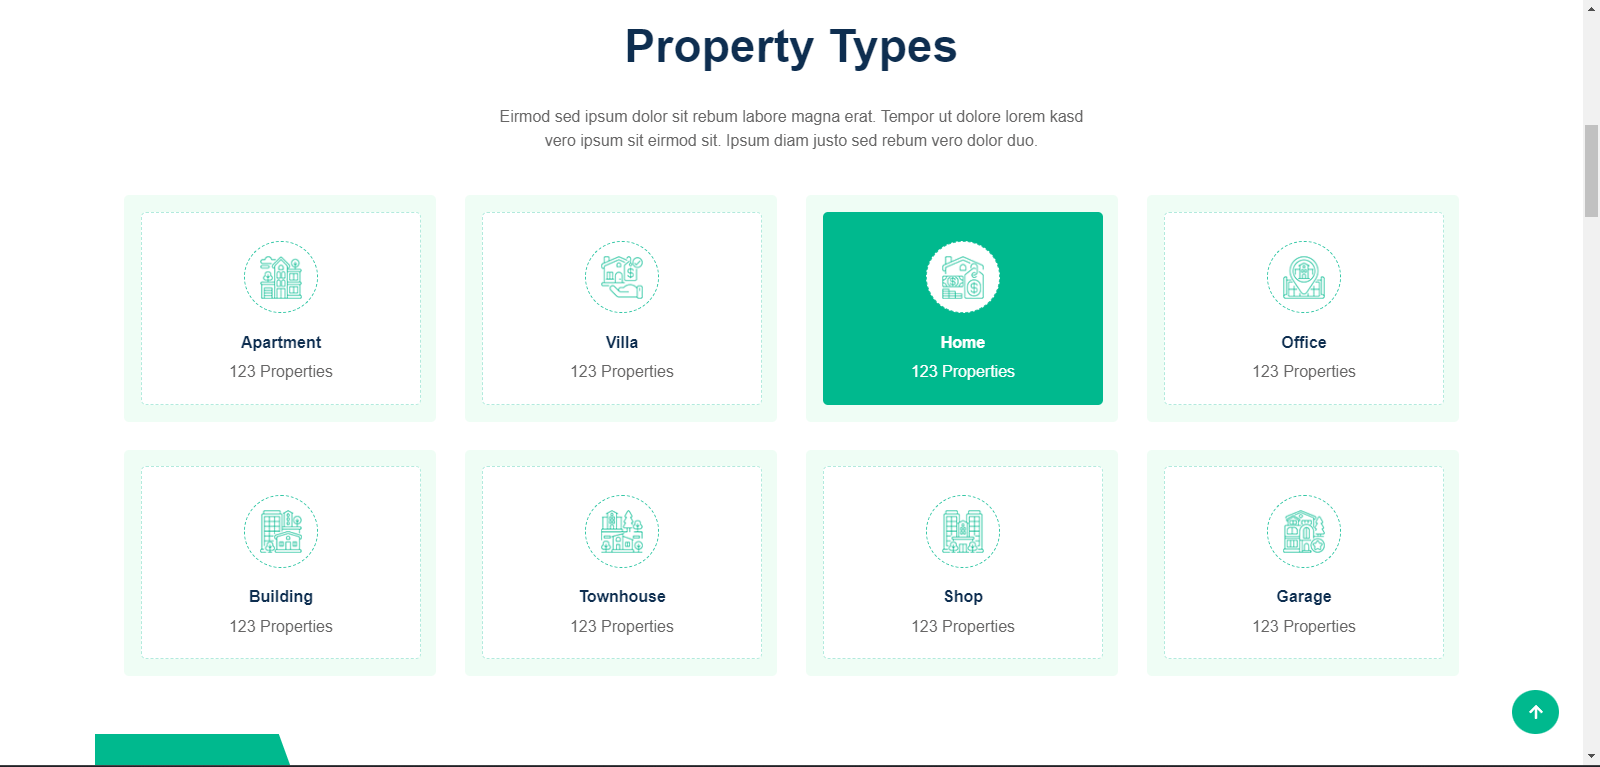 Property Types
Eirmod sed ipsum dolor sit rebum labore magna erat. Tempor ut dolore lorem kasd
vero ipsum sit eirmod sit. Ipsum diam justo sed rebum vero dolor duo.
Apartment
123 Properties
Villa
123 Properties
Home
123 Properties
Office
123 Properties
Building
123 Properties
Townhouse
123 Properties
Shop
123 Properties
Garage
123 Properties